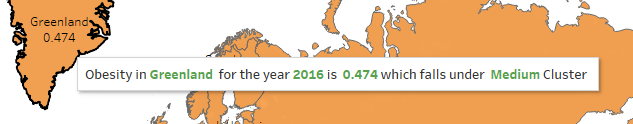 Greenland
0.474
Obesity in Greenland for the year 2016 is 0.474 which falls under Medium Cluster